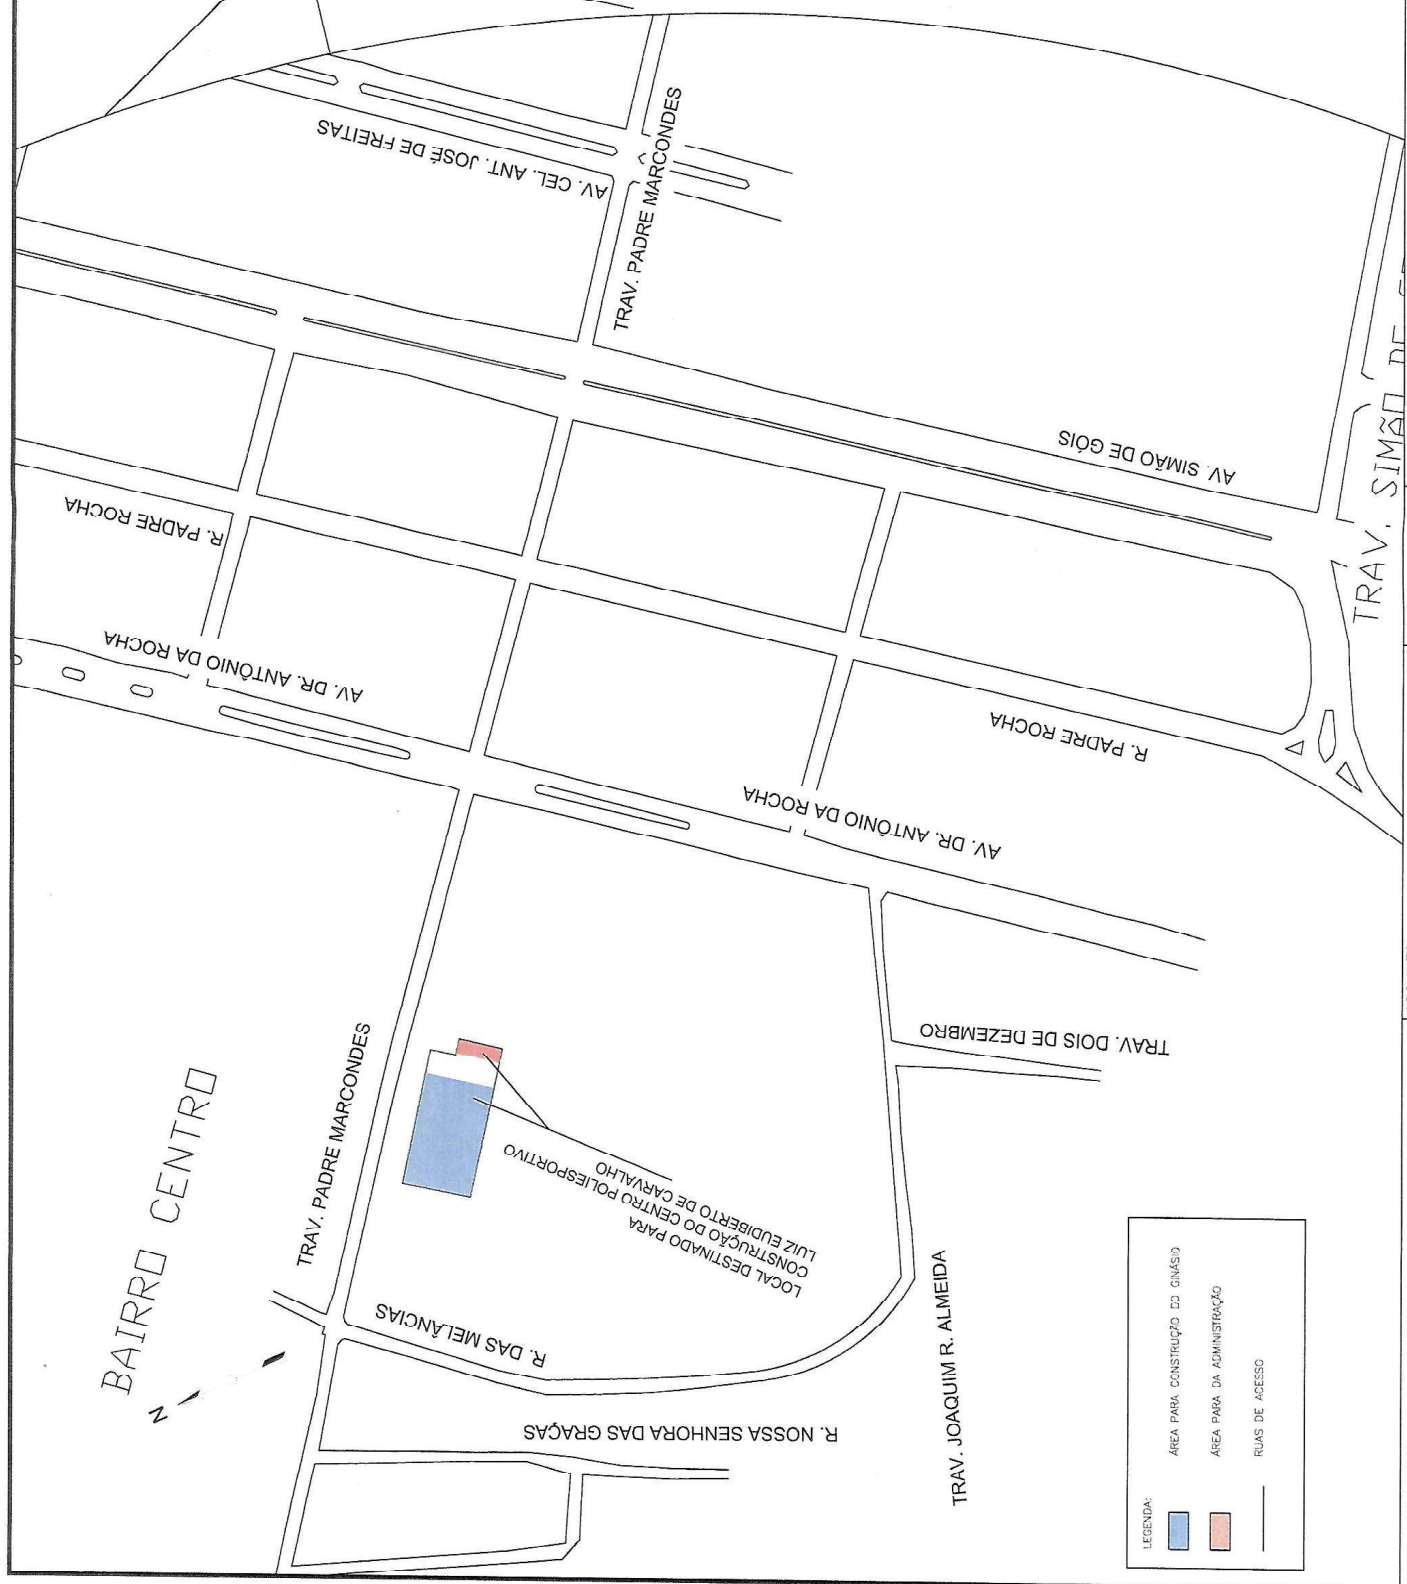 AV. CEL. ANT. JOSÉ DE FREITAS
TRAV. PADRE MARCONDES
AV. SIMÃO DE GÓIS
TRAV. SIMÃO DE
R. PADRE ROCHA
R. PADRE ROCHA
AV. DR. ANTÔNIO DA ROCHA
AV. DR. ANTÔNIO DA ROCHA
TRAV. DOIS DE DEZEMBRO
BAIRRO CENTRO
N
TRAV. PADRE MARCONDES
LOCAL DESTINADO PARA
CONSTRUÇÃO DO CENTRO POLIESPORTIVO
LUIZ EUDIBERTO DE CARVALHO
R. DAS MELÂNCIAS
R. NOSSA SENHORA DAS GRAÇAS
TRAV. JOAQUIM R. ALMEIDA
LEGENDA:
ÁREA PARA CONSTRUÇÃO DO GINÁSIO
ÁREA PARA DA ADMINISTRAÇÃO
RUAS DE ACESSO